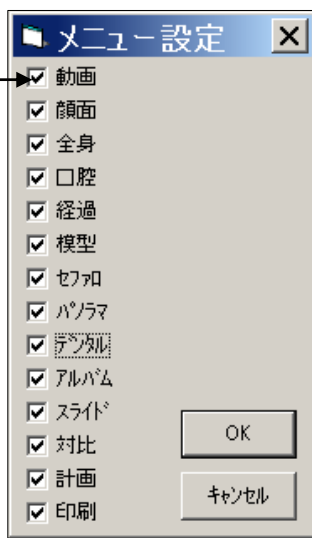 メニュー設定
動画
顔面
全身
口腔
経過
模型
ｾﾌｧﾛ
ﾊﾟﾉﾗﾏ
ﾃﾞﾝﾀﾙ
ｱﾙﾊﾞﾑ
ｽﾗｲﾄﾞ
対比
計画
印刷
OK
ｷｬﾝｾﾙ